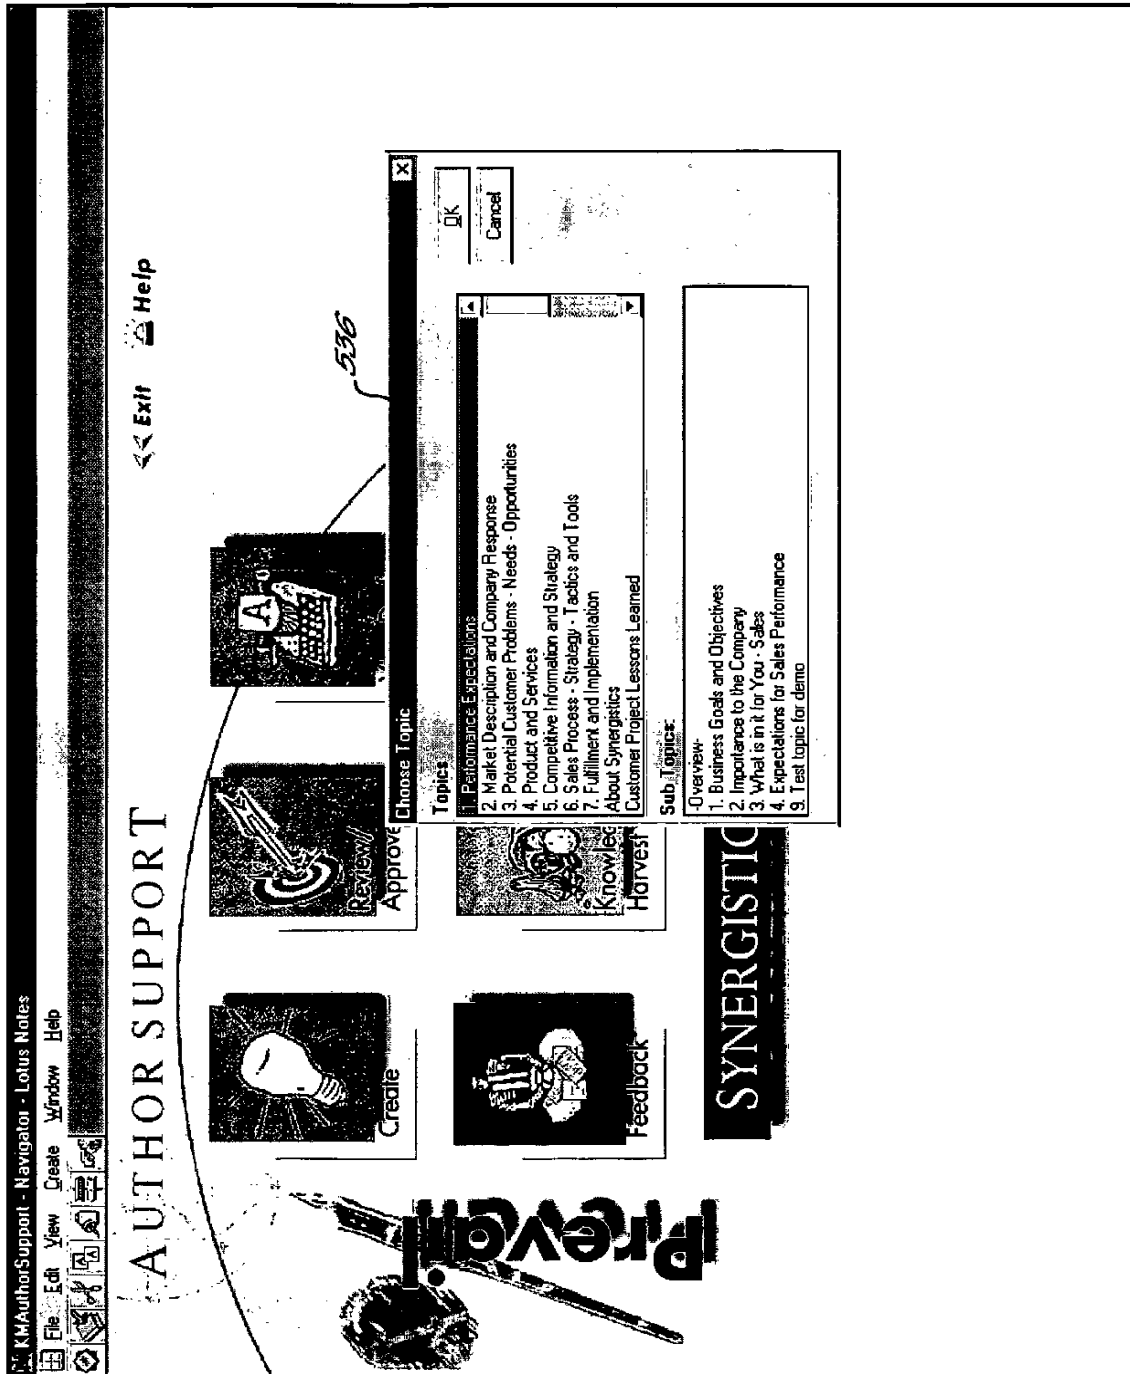 KMAuthorSupport - Navigator - Lotus Notes
File Edit View Create Window Help
AUTHOR SUPPORT
<< Exit Help
536
Create
Review/
Approve
Feedback
Knowled
Harvest
Prevail
SYNERGISTIC
Choose Topic
Topics
1. Performance Expectations
2. Market Description and Company Response
3. Potential Customer Problems - Needs - Opportunities
4. Product and Services
5. Competitive Information and Strategy
6. Sales Process - Strategy - Tactics and Tools
7. Fulfillment and Implementation
About Synergistics
Customer Project Lessons Learned
OK
Cancel
Sub Topics:
-Overview-
1. Business Goals and Objectives
2. Importance to the Company
3. What is in it for You - Sales
4. Expectations for Sales Performance
9. Test topic for demo